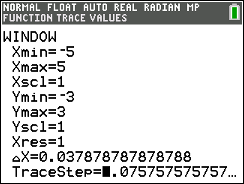 NORMAL FLOAT AUTO REAL RADIAN MP
FUNCTION TRACE VALUES
WINDOW
Xmin=-5
Xmax=5
Xscl=1
Ymin=-3
Ymax=3
Yscl=1
Xres=1
△X=0.037878787878788
TraceStep=.075757575757…